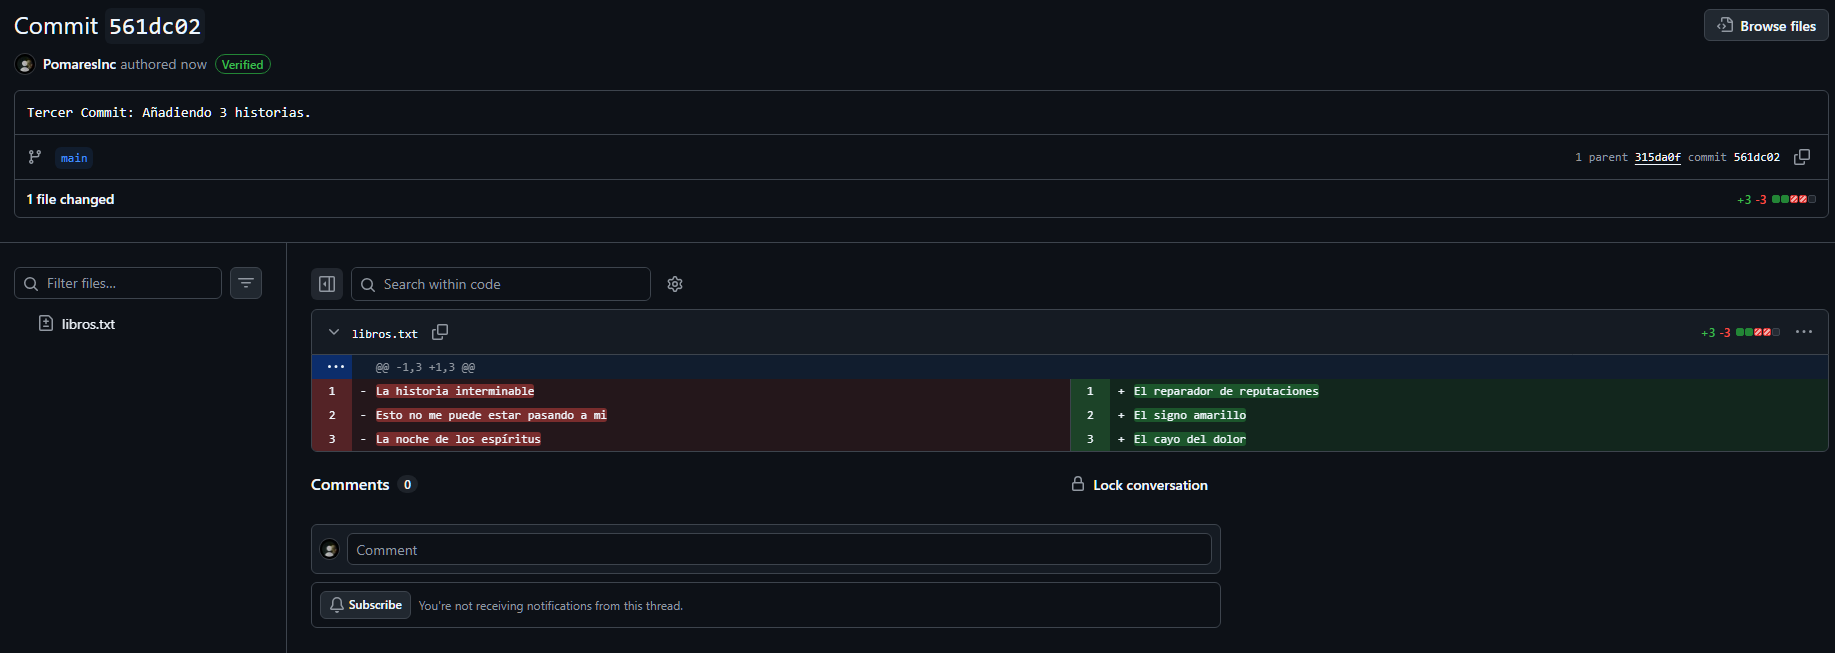 Commit 561dc02
Browse files
PomaresInc authored now Verified
Tercer Commit: Añadiendo 3 historias.
main
1 parent 315da0f commit 561dc02
1 file changed
+3 -3
Filter files...
libros.txt
Search within code
libros.txt
+3 -3
@@ -1,3 +1,3 @@
1 - La historia interminable
2 - Esto no me puede estar pasando a mi
3 - La noche de los espíritus
1 + El reparador de reputaciones
2 + El signo amarillo
3 + El cayo del dolor
Comments 0
Lock conversation
Comment
Subscribe
You're not receiving notifications from this thread.